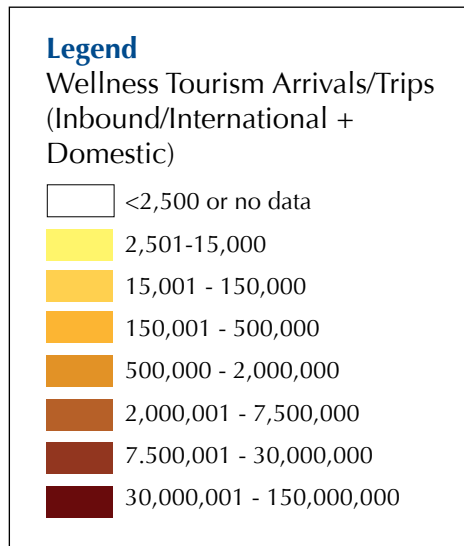 Legend
Wellness Tourism Arrivals/Trips
(Inbound/International +
Domestic)
<2,500 or no data
2,501-15,000
15,001 - 150,000
150,001 - 500,000
500,000 - 2,000,000
2,000,001 - 7,500,000
7.500,001 - 30,000,000
30,000,001 - 150,000,000